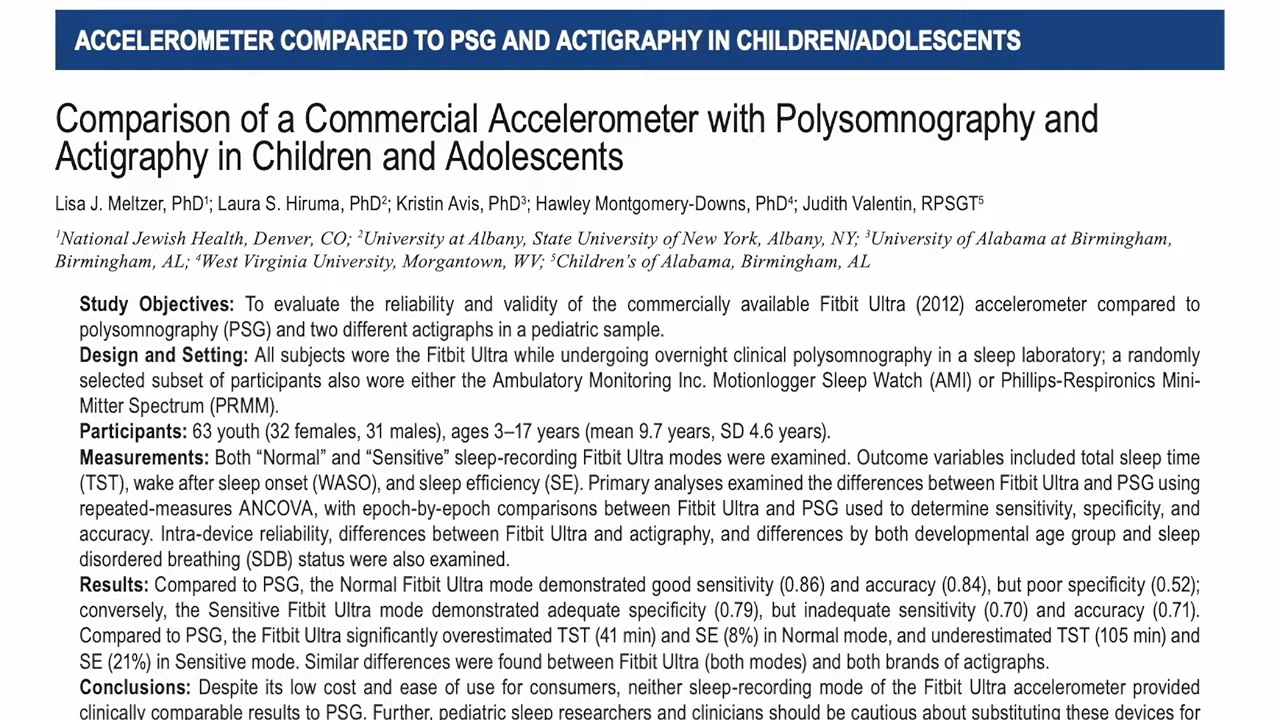 ACCELEROMETER COMPARED TO PSG AND ACTIGRAPHY IN CHILDREN/ADOLESCENTS
Comparison of a Commercial Accelerometer with Polysomnography and
Actigraphy in Children and Adolescents
Lisa J. Meltzer, PhD¹; Laura S. Hiruma, PhD²; Kristin Avis, PhD³; Hawley Montgomery-Downs, PhD⁴; Judith Valentin, RPSGT⁵
¹National Jewish Health, Denver, CO; ²University at Albany, State University of New York, Albany, NY; ³University of Alabama at Birmingham,
Birmingham, AL; ⁴West Virginia University, Morgantown, WV; ⁵Children's of Alabama, Birmingham, AL
Study Objectives: To evaluate the reliability and validity of the commercially available Fitbit Ultra (2012) accelerometer compared to
polysomnography (PSG) and two different actigraphs in a pediatric sample.
Design and Setting: All subjects wore the Fitbit Ultra while undergoing overnight clinical polysomnography in a sleep laboratory; a randomly
selected subset of participants also wore either the Ambulatory Monitoring Inc. Motionlogger Sleep Watch (AMI) or Phillips-Respironics Mini-
Mitter Spectrum (PRMM).
Participants: 63 youth (32 females, 31 males), ages 3–17 years (mean 9.7 years, SD 4.6 years).
Measurements: Both “Normal” and “Sensitive” sleep-recording Fitbit Ultra modes were examined. Outcome variables included total sleep time
(TST), wake after sleep onset (WASO), and sleep efficiency (SE). Primary analyses examined the differences between Fitbit Ultra and PSG using
repeated-measures ANCOVA, with epoch-by-epoch comparisons between Fitbit Ultra and PSG used to determine sensitivity, specificity, and
accuracy. Intra-device reliability, differences between Fitbit Ultra and actigraphy, and differences by both developmental age group and sleep
disordered breathing (SDB) status were also examined.
Results: Compared to PSG, the Normal Fitbit Ultra mode demonstrated good sensitivity (0.86) and accuracy (0.84), but poor specificity (0.52);
conversely, the Sensitive Fitbit Ultra mode demonstrated adequate specificity (0.79), but inadequate sensitivity (0.70) and accuracy (0.71).
Compared to PSG, the Fitbit Ultra significantly overestimated TST (41 min) and SE (8%) in Normal mode, and underestimated TST (105 min) and
SE (21%) in Sensitive mode. Similar differences were found between Fitbit Ultra (both modes) and both brands of actigraphs.
Conclusions: Despite its low cost and ease of use for consumers, neither sleep-recording mode of the Fitbit Ultra accelerometer provided
clinically comparable results to PSG. Further, pediatric sleep researchers and clinicians should be cautious about substituting these devices for